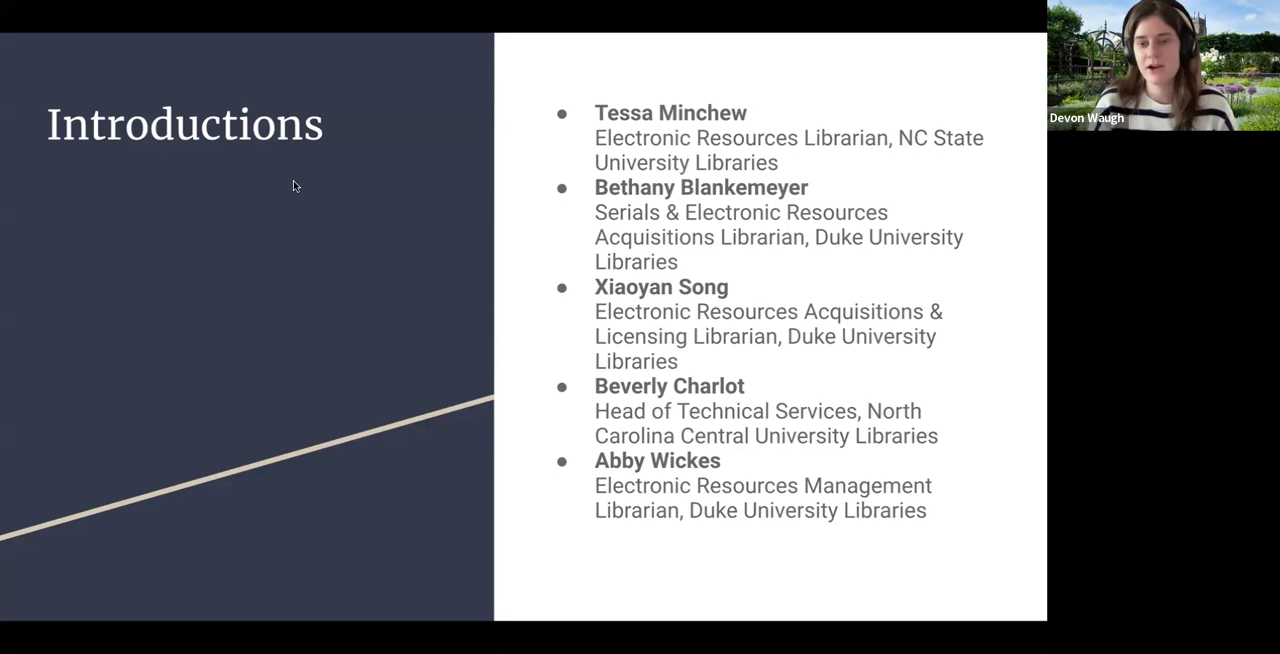 Introductions
Tessa Minchew
Electronic Resources Librarian, NC State
University Libraries
Bethany Blankemeyer
Serials & Electronic Resources
Acquisitions Librarian, Duke University
Libraries
Xiaoyan Song
Electronic Resources Acquisitions &
Licensing Librarian, Duke University
Libraries
Beverly Charlot
Head of Technical Services, North
Carolina Central University Libraries
Abby Wickes
Electronic Resources Management
Librarian, Duke University Libraries
Devon Waugh